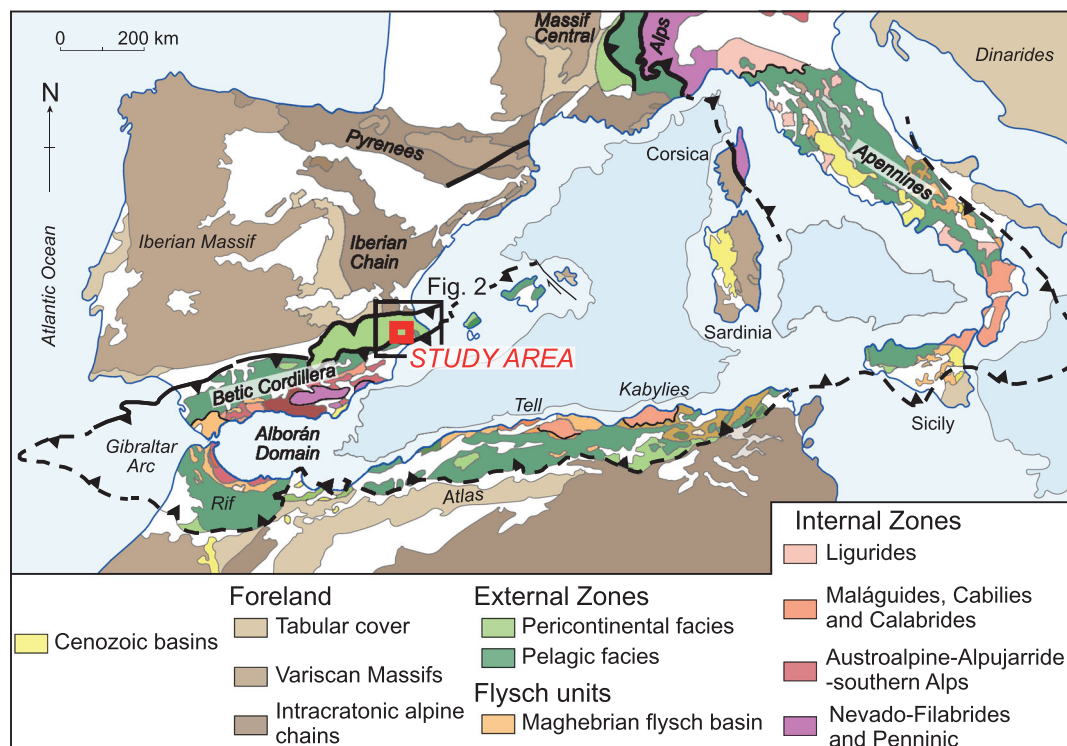 0 200 km
Massif
Central
Alps
Dinarides
N
Pyrenees
Corsica
Apennines
Iberian Massif
Iberian
Chain
Atlantic Ocean
Fig. 2
Sardinia
STUDY AREA
Betic Cordillera
Kabylies
Tell
Sicily
Gibraltar
Arc
Alborán
Domain
Rif
Atlas
Cenozoic basins
Foreland
Tabular cover
Variscan Massifs
Intracratonic alpine
chains
External Zones
Pericontinental facies
Pelagic facies
Flysch units
Maghebrian flysch basin
Internal Zones
Ligurides
Maláguides, Cabilies
and Calabrides
Austroalpine-Alpujarride
-southern Alps
Nevado-Filabrides
and Penninic